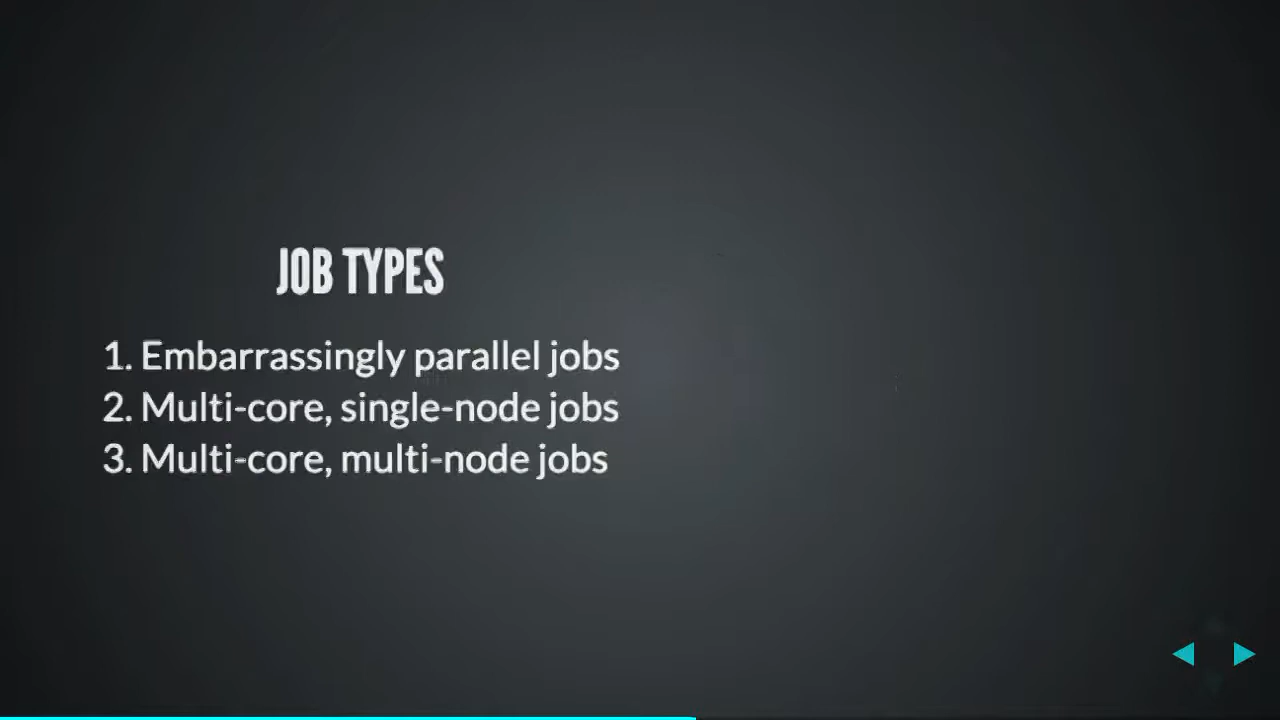 JOB TYPES
1. Embarrassingly parallel jobs
2. Multi-core, single-node jobs
3. Multi-core, multi-node jobs